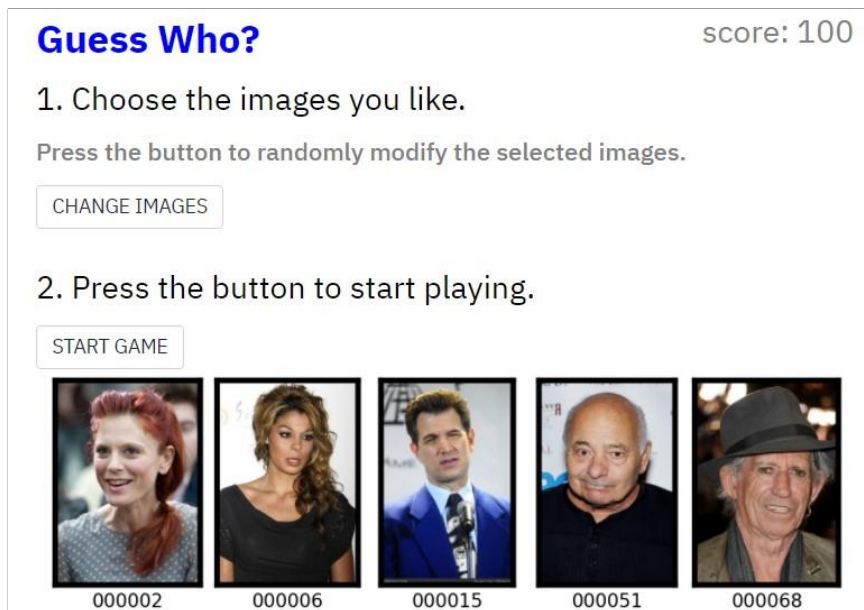 Guess Who?
score: 100
1. Choose the images you like.
Press the button to randomly modify the selected images.
CHANGE IMAGES
2. Press the button to start playing.
START GAME
000002 000006 000015 000051 000068